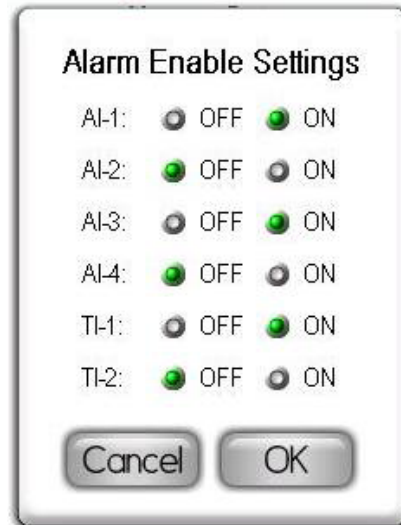 Alarm Enable Settings
AI-1: OFF ON
AI-2: OFF ON
AI-3: OFF ON
AI-4: OFF ON
TI-1: OFF ON
TI-2: OFF ON
Cancel OK